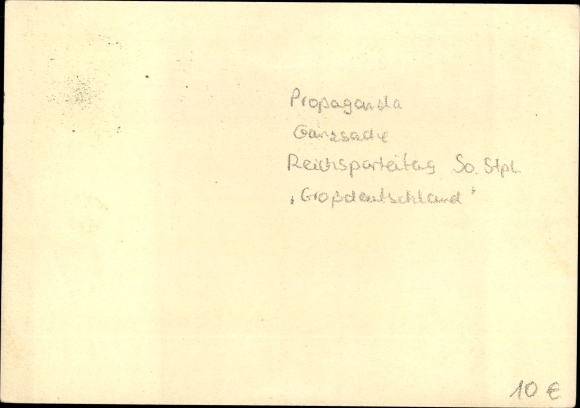 Propaganda
Ganzsache
Reichsparteitag So. Stpl.
"Großdeutschland"
10 €